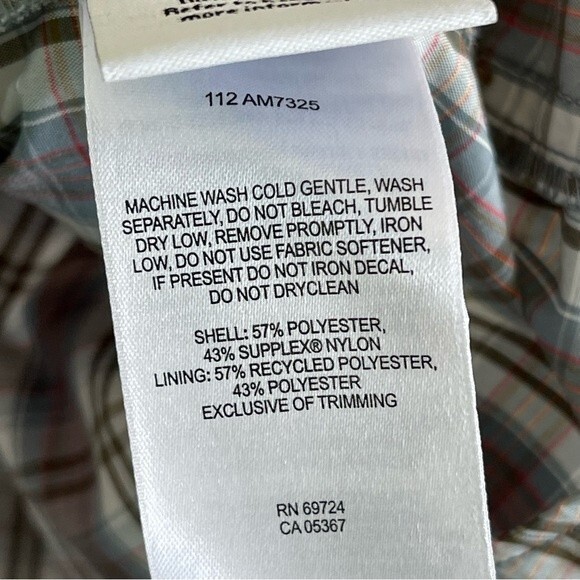 more inform
112 AM7325
MACHINE WASH COLD GENTLE, WASH
SEPARATELY, DO NOT BLEACH, TUMBLE
DRY LOW, REMOVE PROMPTLY, IRON
LOW, DO NOT USE FABRIC SOFTENER,
IF PRESENT DO NOT IRON DECAL,
DO NOT DRYCLEAN
SHELL: 57% POLYESTER,
43% SUPPLEX® NYLON
LINING: 57% RECYCLED POLYESTER,
43% POLYESTER
EXCLUSIVE OF TRIMMING
RN 69724
CA 05367